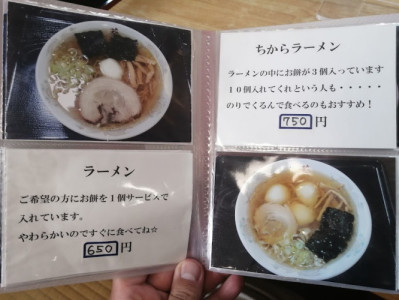 ラーメン
ご希望の方にお餅を1個サービスで
入れています。
やわらかいのですぐに食べてね☆
650円
ちからラーメン
ラーメンの中にお餅が3個入っています
10個入れてくれという人も・・・・・
のりでくるんで食べるのもおすすめ!
750円